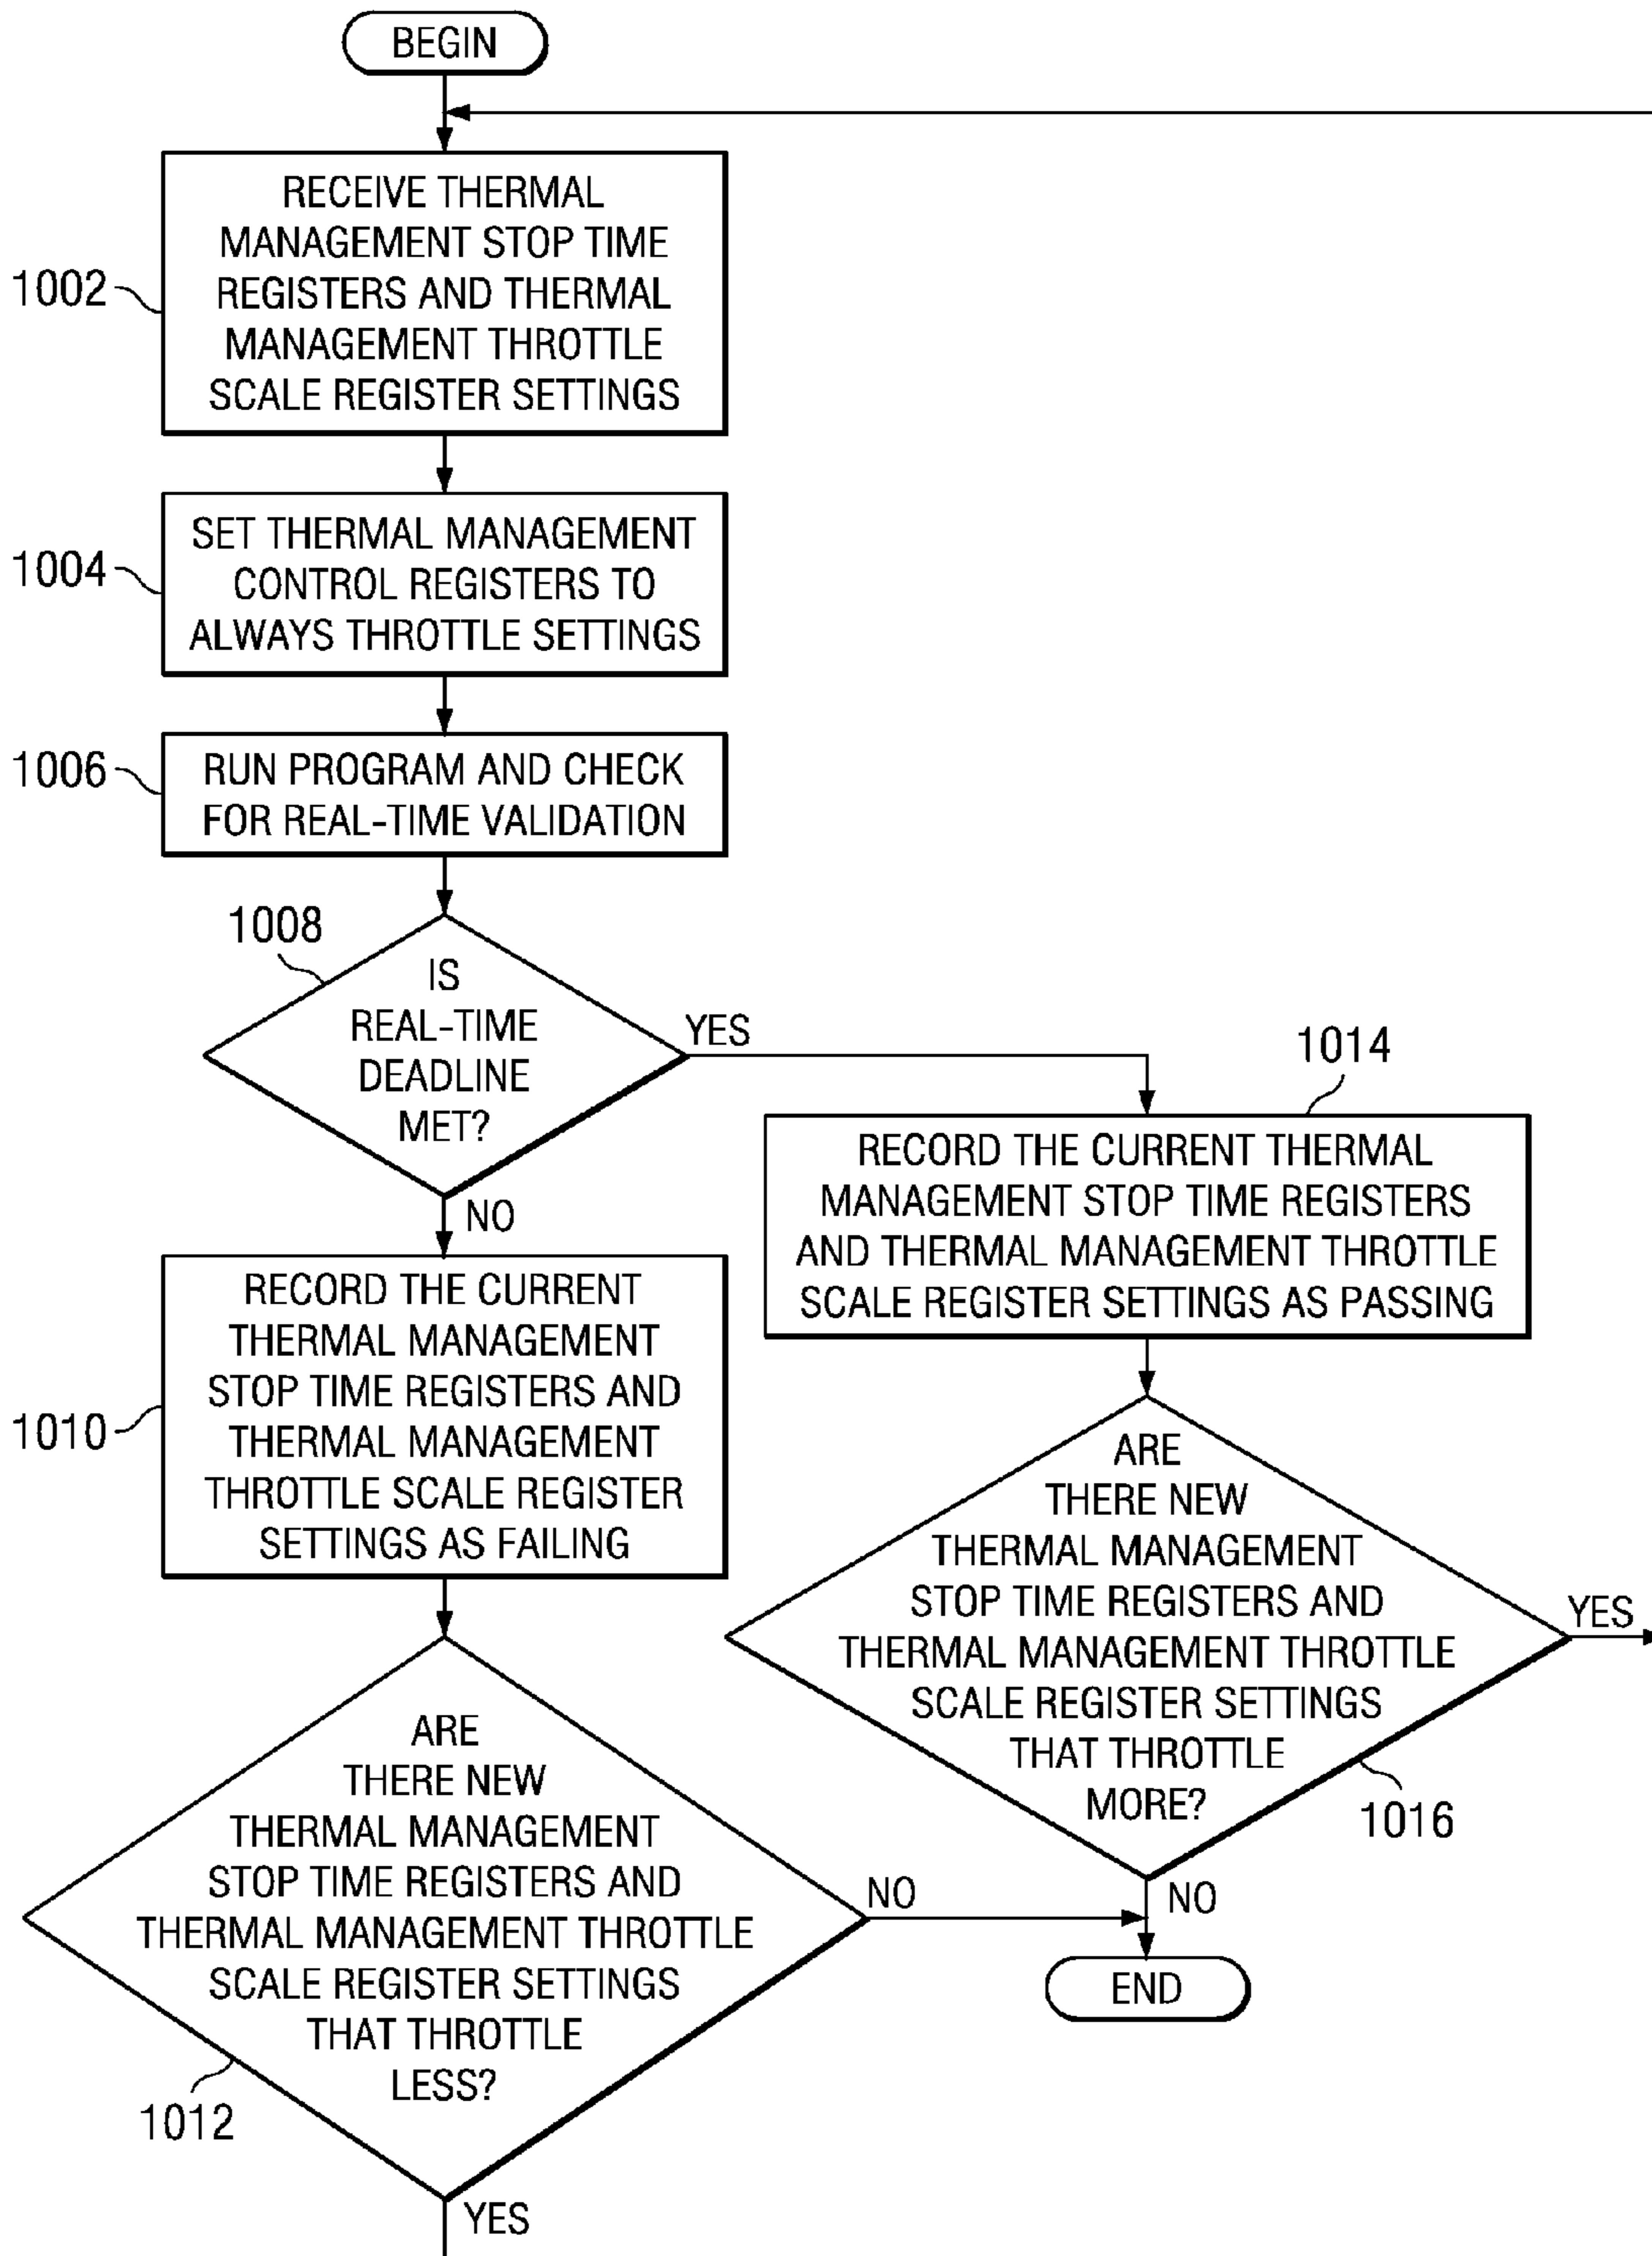 BEGIN
RECEIVE THERMAL
MANAGEMENT STOP TIME
REGISTERS AND THERMAL
MANAGEMENT THROTTLE
SCALE REGISTER SETTINGS
1002
SET THERMAL MANAGEMENT
CONTROL REGISTERS TO
ALWAYS THROTTLE SETTINGS
1004
RUN PROGRAM AND CHECK
FOR REAL-TIME VALIDATION
1006
1008
IS
REAL-TIME
DEADLINE
MET?
YES
NO
1014
RECORD THE CURRENT THERMAL
MANAGEMENT STOP TIME REGISTERS
AND THERMAL MANAGEMENT THROTTLE
SCALE REGISTER SETTINGS AS PASSING
RECORD THE CURRENT
THERMAL MANAGEMENT
STOP TIME REGISTERS AND
THERMAL MANAGEMENT
THROTTLE SCALE REGISTER
SETTINGS AS FAILING
1010
ARE
THERE NEW
THERMAL MANAGEMENT
STOP TIME REGISTERS AND
THERMAL MANAGEMENT THROTTLE
SCALE REGISTER SETTINGS
THAT THROTTLE
MORE?
YES
1016
NO
ARE
THERE NEW
THERMAL MANAGEMENT
STOP TIME REGISTERS AND
THERMAL MANAGEMENT THROTTLE
SCALE REGISTER SETTINGS
THAT THROTTLE
LESS?
NO
END
1012
YES